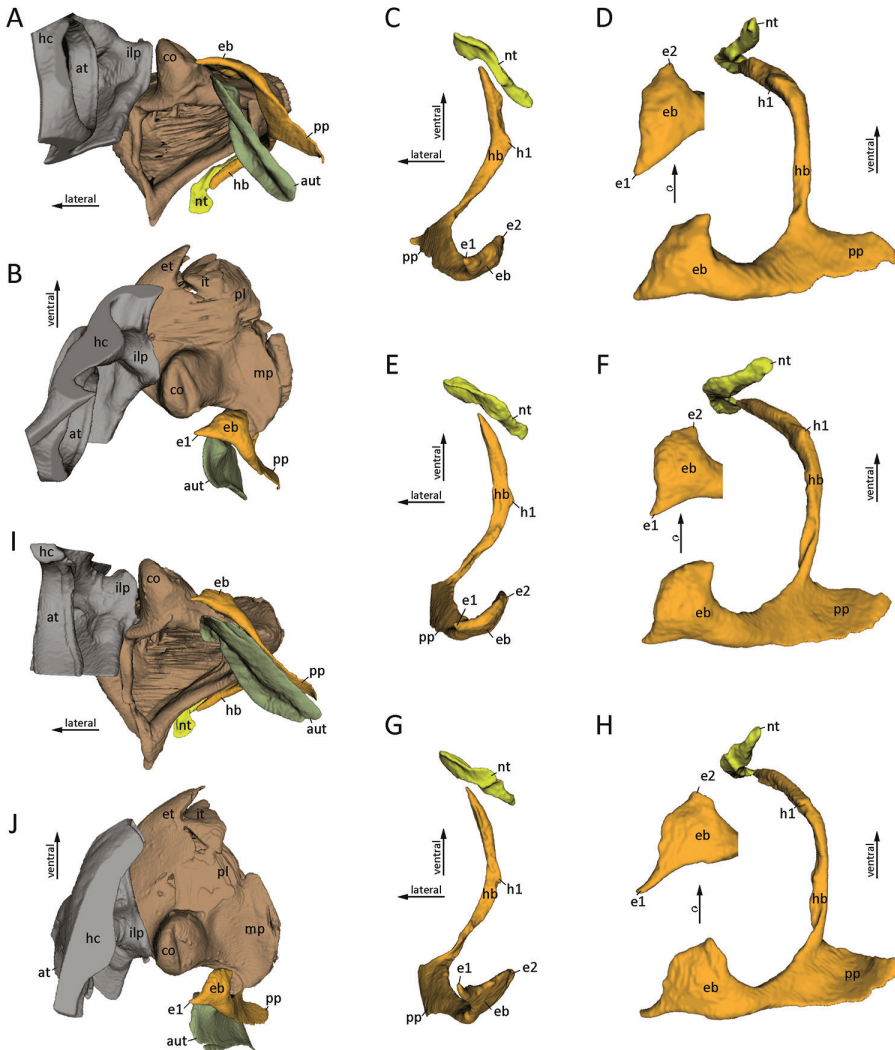 A
hc
at
ilp
co
eb
pp
aut
hb
nt
lateral
B
ventral
et
it
pl
hc
ilp
co
mp
at
e1
eb
pp
aut
I
hc
at
ilp
co
eb
pp
hb
nt
aut
lateral
J
ventral
et
it
pl
hc
ilp
co
mp
at
e1
eb
pp
aut
C
nt
ventral
lateral
hb
h1
e2
e1
pp
eb
E
nt
ventral
lateral
hb
h1
e1
e2
pp
eb
G
nt
ventral
lateral
hb
h1
e1
e2
pp
eb
D
nt
e2
eb
h1
e1
ventral
hb
eb
pp
F
nt
e2
eb
h1
hb
e1
ventral
eb
pp
H
nt
e2
eb
h1
e1
ventral
hb
eb
pp